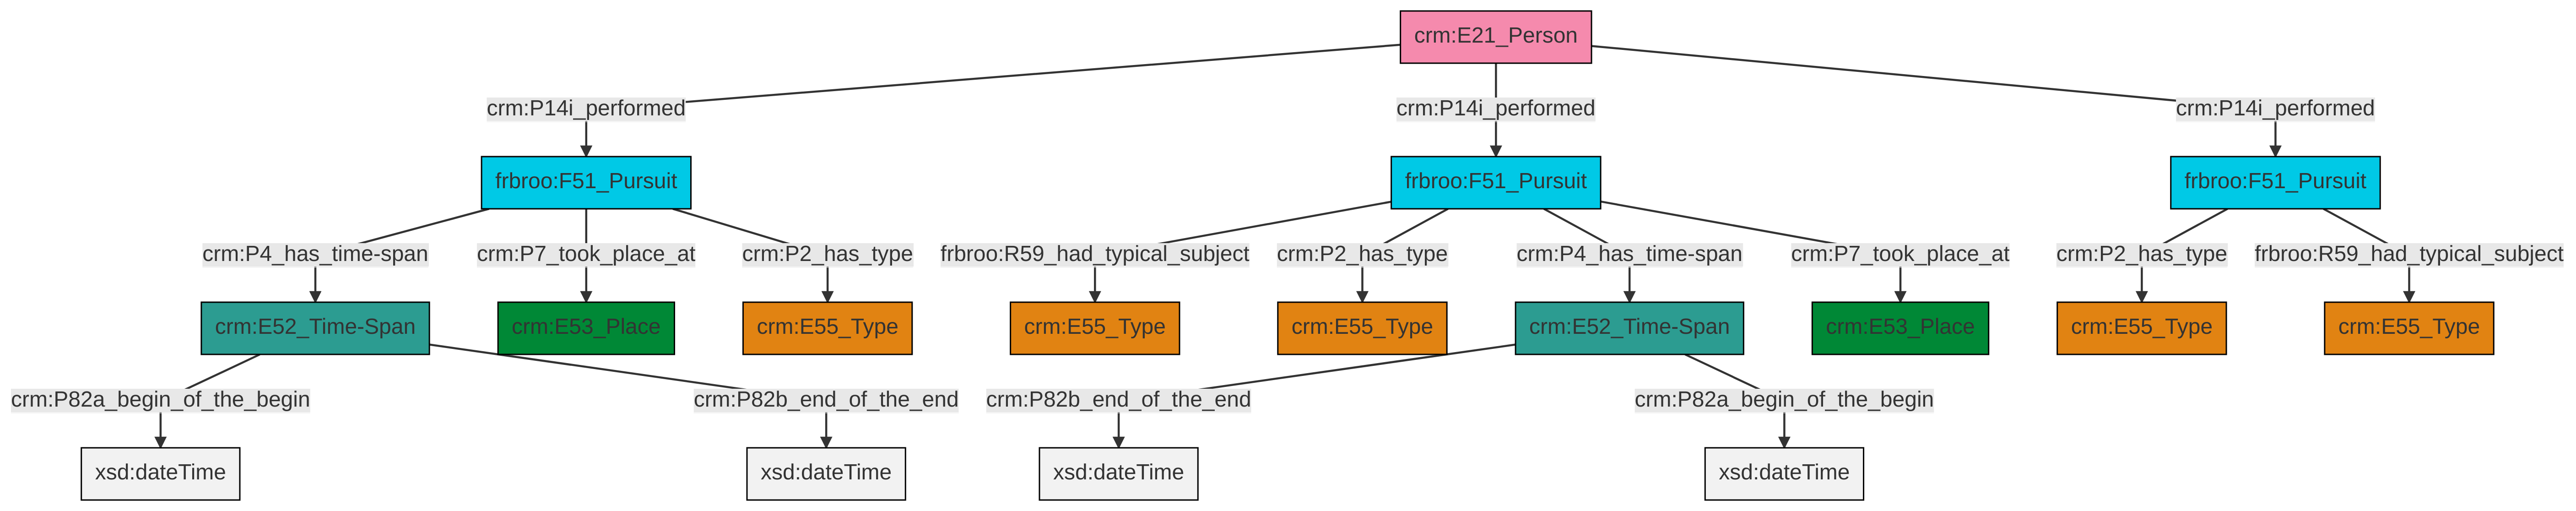 crm:E21_Person
crm:P14i_performed
crm:P14i_performed
crm:P14i_performed
frbroo:F51_Pursuit
frbroo:F51_Pursuit
frbroo:F51_Pursuit
crm:P4_has_time-span
crm:P7_took_place_at
crm:P2_has_type
frbroo:R59_had_typical_subject
crm:P2_has_type
crm:P4_has_time-span
crm:P7_took_place_at
crm:P2_has_type
frbroo:R59_had_typical_subject
crm:E52_Time-Span
crm:E53_Place
crm:E55_Type
crm:E55_Type
crm:E55_Type
crm:E52_Time-Span
crm:E53_Place
crm:E55_Type
crm:E55_Type
crm:P82a_begin_of_the_begin
crm:P82b_end_of_the_end
crm:P82b_end_of_the_end
crm:P82a_begin_of_the_begin
xsd:dateTime
xsd:dateTime
xsd:dateTime
xsd:dateTime